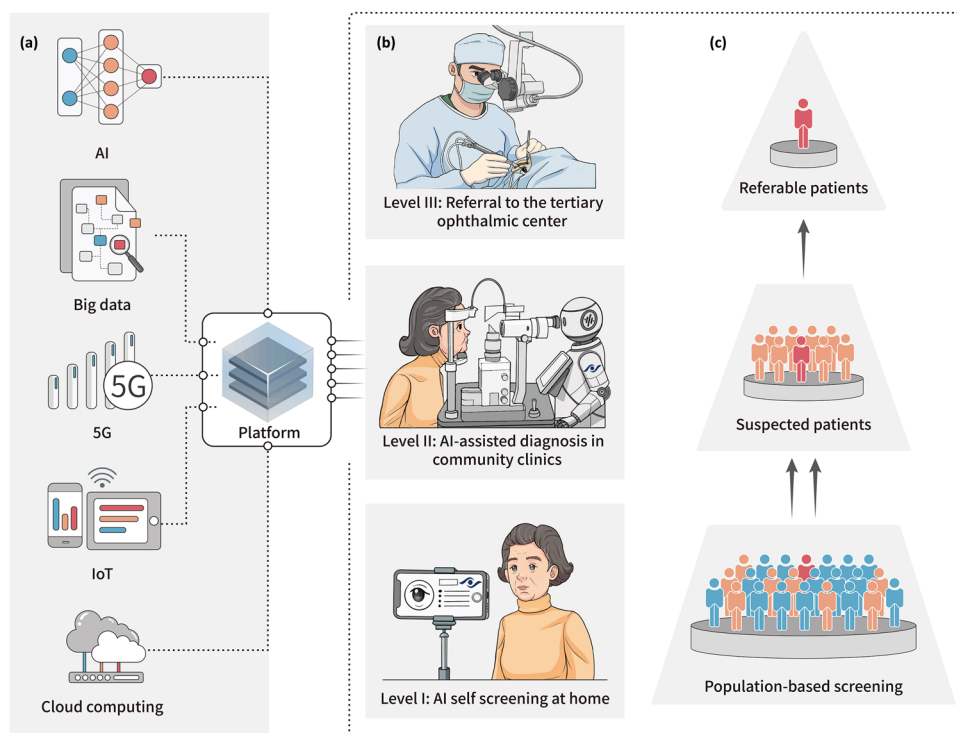 (a)
AI
Big data
5G
5G
IoT
Cloud computing
Platform
(b)
Level III: Referral to the tertiary
ophthalmic center
Level II: AI-assisted diagnosis in
community clinics
Level I: AI self screening at home
(c)
Referable patients
Suspected patients
Population-based screening